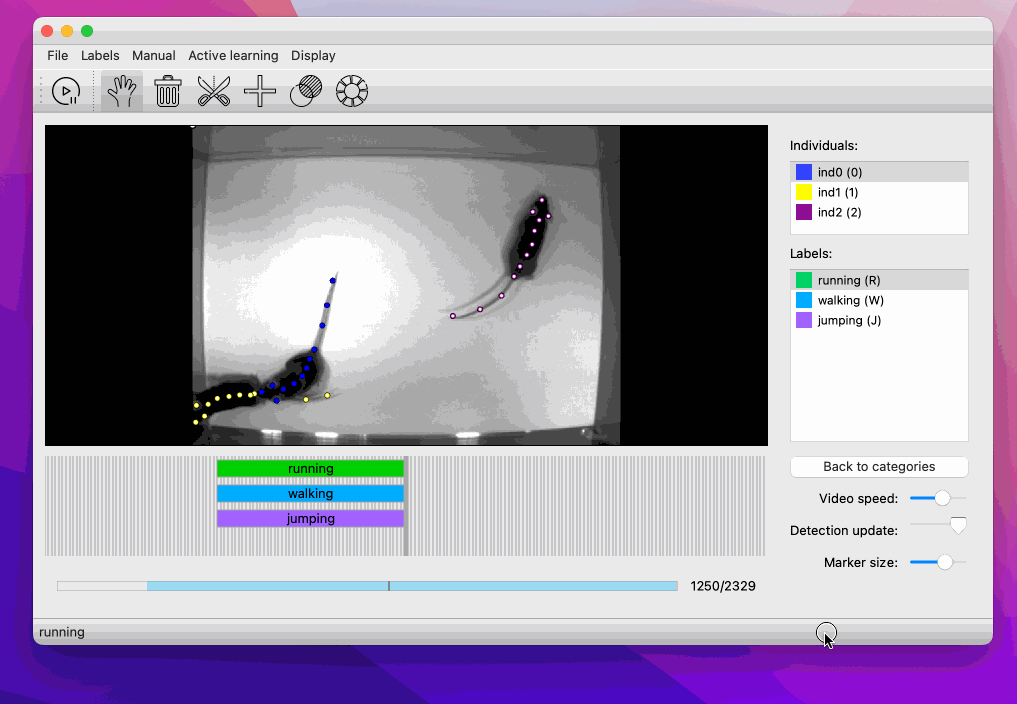 File Labels Manual Active learning Display
Individuals:
ind0 (0)
ind1 (1)
ind2 (2)
Labels:
running (R)
walking (W)
jumping (J)
running
walking
jumping
Back to categories
Video speed:
Detection update:
Marker size:
1250/2329
running